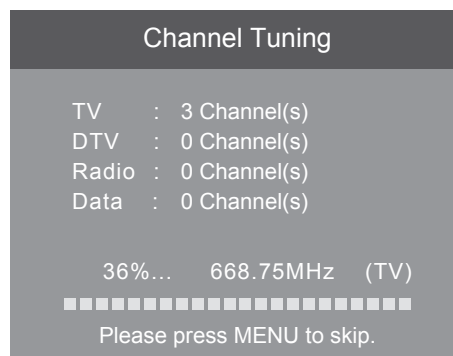 Channel Tuning
TV : 3 Channel(s)
DTV : 0 Channel(s)
Radio : 0 Channel(s)
Data : 0 Channel(s)
36%... 668.75MHz (TV)
Please press MENU to skip.